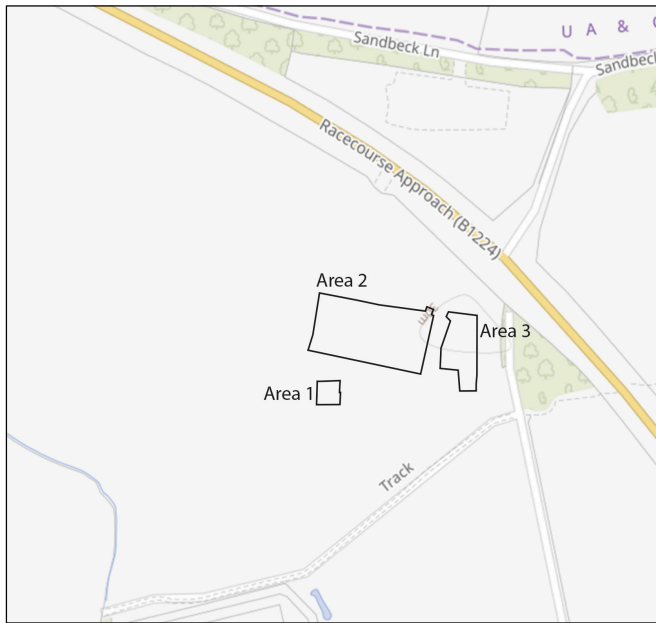 U A & C
Sandbeck Ln
Sandbeck
Racecourse Approach (B1224)
Area 2
Area 3
Area 1
Track